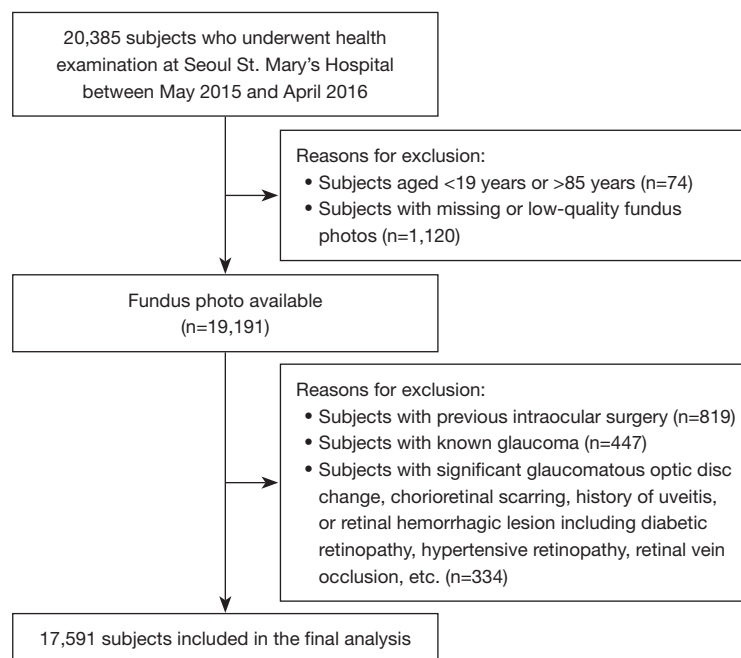 20,385 subjects who underwent health
examination at Seoul St. Mary’s Hospital
between May 2015 and April 2016
Reasons for exclusion:
• Subjects aged <19 years or >85 years (n=74)
• Subjects with missing or low-quality fundus
photos (n=1,120)
Fundus photo available
(n=19,191)
Reasons for exclusion:
• Subjects with previous intraocular surgery (n=819)
• Subjects with known glaucoma (n=447)
• Subjects with significant glaucomatous optic disc
change, chorioretinal scarring, history of uveitis,
or retinal hemorrhagic lesion including diabetic
retinopathy, hypertensive retinopathy, retinal vein
occlusion, etc. (n=334)
17,591 subjects included in the final analysis